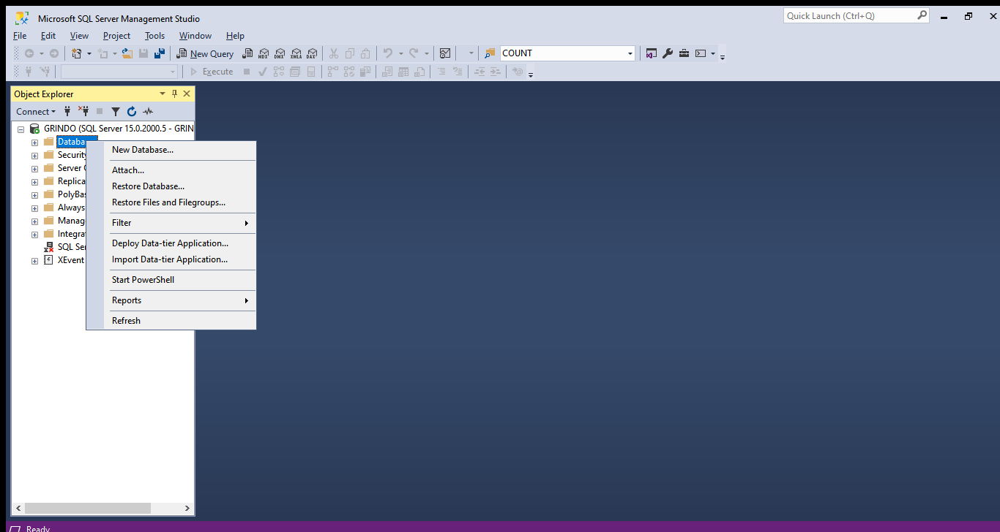 Microsoft SQL Server Management Studio
Quick Launch (Ctrl+Q)
File Edit View Project Tools Window Help
New Query MDX DMX XMLA DAX COUNT
Execute
Object Explorer
Connect
GRINDO (SQL Server 15.0.2000.5 - GRIN
Databa
Security
Server
Replica
PolyBas
Always
Manag
Integra
SQL Se
XEvent
New Database...
Attach...
Restore Database...
Restore Files and Filegroups...
Filter
Deploy Data-tier Application...
Import Data-tier Application...
Start PowerShell
Reports
Refresh
Ready